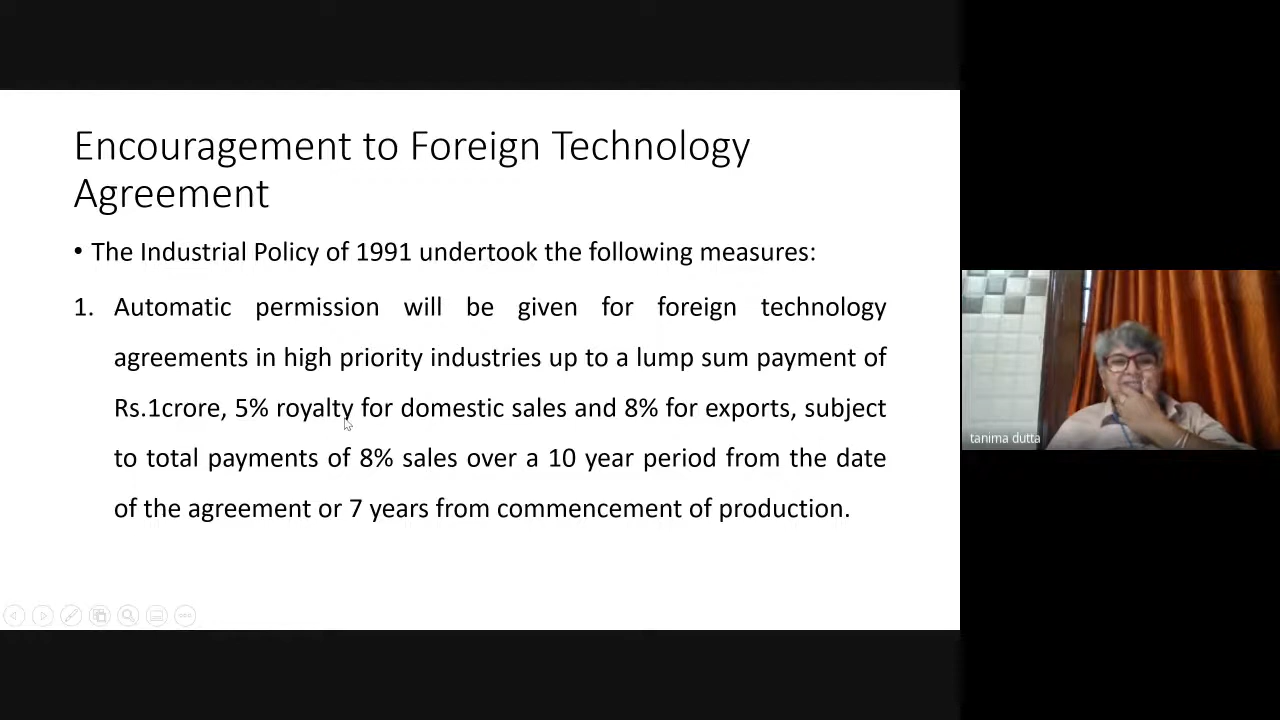 Encouragement to Foreign Technology
Agreement
• The Industrial Policy of 1991 undertook the following measures:
1. Automatic permission will be given for foreign technology
agreements in high priority industries up to a lump sum payment of
Rs.1crore, 5% royalty for domestic sales and 8% for exports, subject
to total payments of 8% sales over a 10 year period from the date
of the agreement or 7 years from commencement of production.
tanima dutta